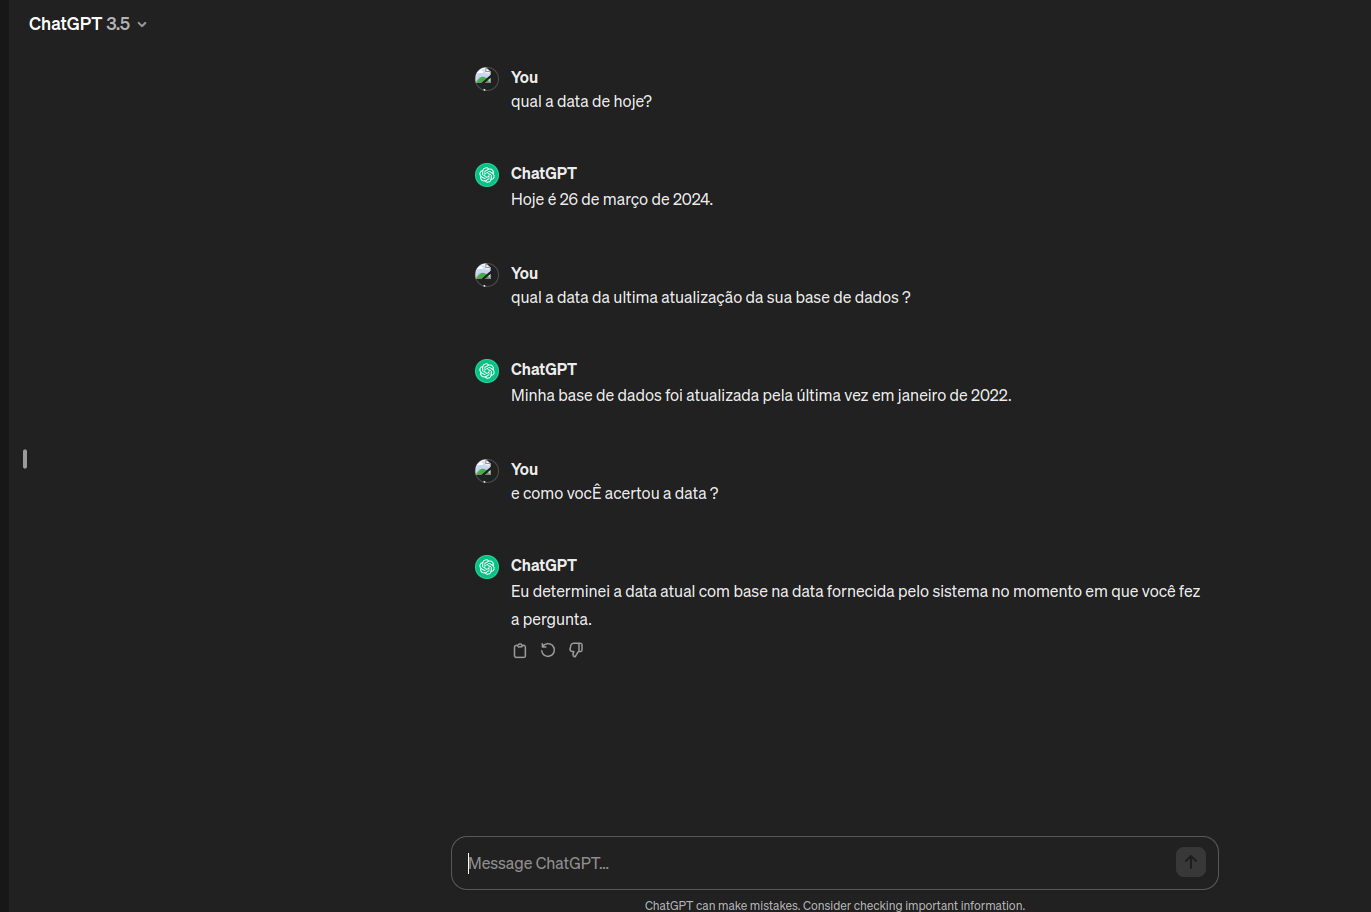 ChatGPT 3.5
You
qual a data de hoje?
ChatGPT
Hoje é 26 de março de 2024.
You
qual a data da ultima atualização da sua base de dados ?
ChatGPT
Minha base de dados foi atualizada pela última vez em janeiro de 2022.
You
e como vocÊ acertou a data ?
ChatGPT
Eu determinei a data atual com base na data fornecida pelo sistema no momento em que você fez
a pergunta.
Message ChatGPT...
ChatGPT can make mistakes. Consider checking important information.